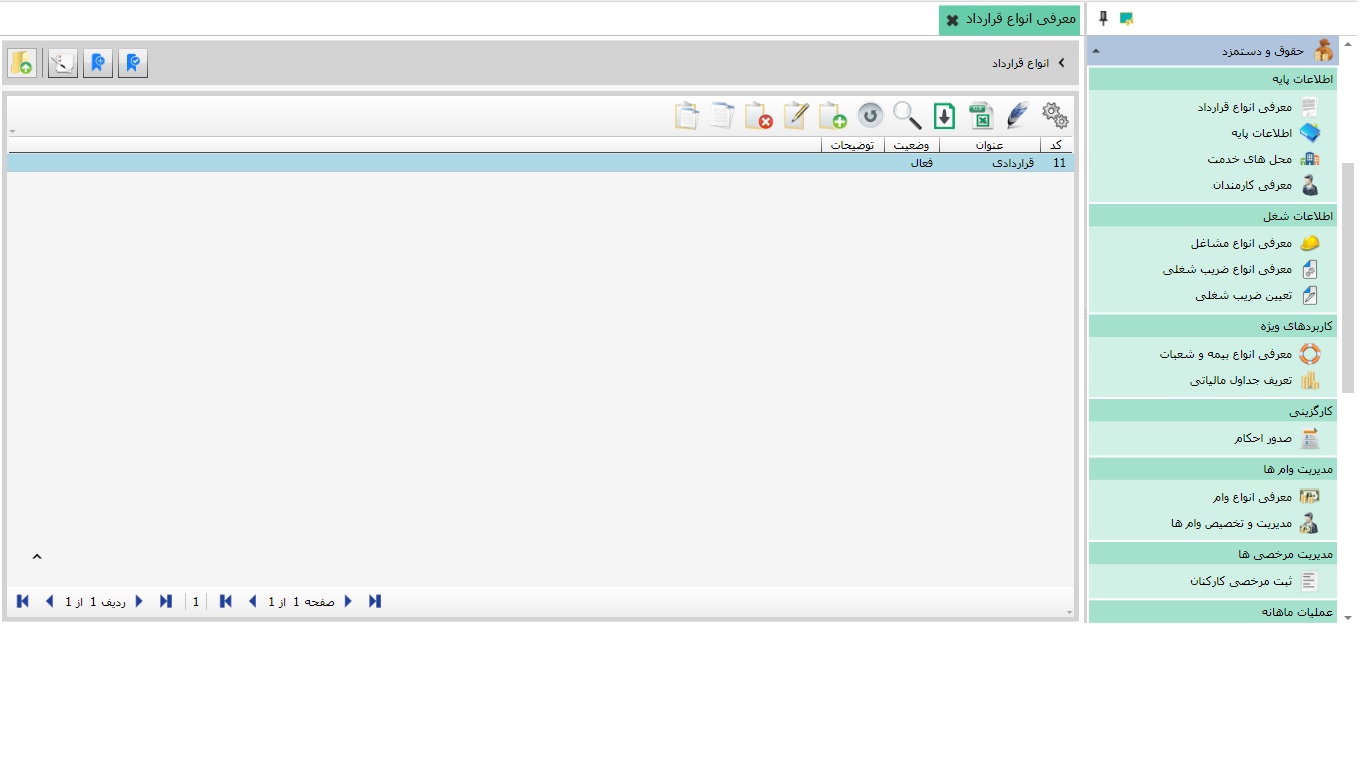 معرفی انواع قرارداد
حقوق و دستمزد
اطلاعات پایه
معرفی انواع قرارداد
اطلاعات پایه
محل های خدمت
معرفی کارمندان
اطلاعات شغل
معرفی انواع مشاغل
معرفی انواع ضریب شغلی
تعیین ضریب شغلی
کاربردهای ویژه
معرفی انواع بیمه و شعبات
تعریف جداول مالیاتی
کارگزینی
صدور احکام
مدیریت وام ها
معرفی انواع وام
مدیریت و تخصیص وام ها
مدیریت مرخصی ها
ثبت مرخصی کارکنان
عملیات ماهانه
انواع قرارداد
کد عنوان وضعیت توضیحات
11 قراردادی فعال
صفحه 1 از 1 1 ردیف 1 از 1